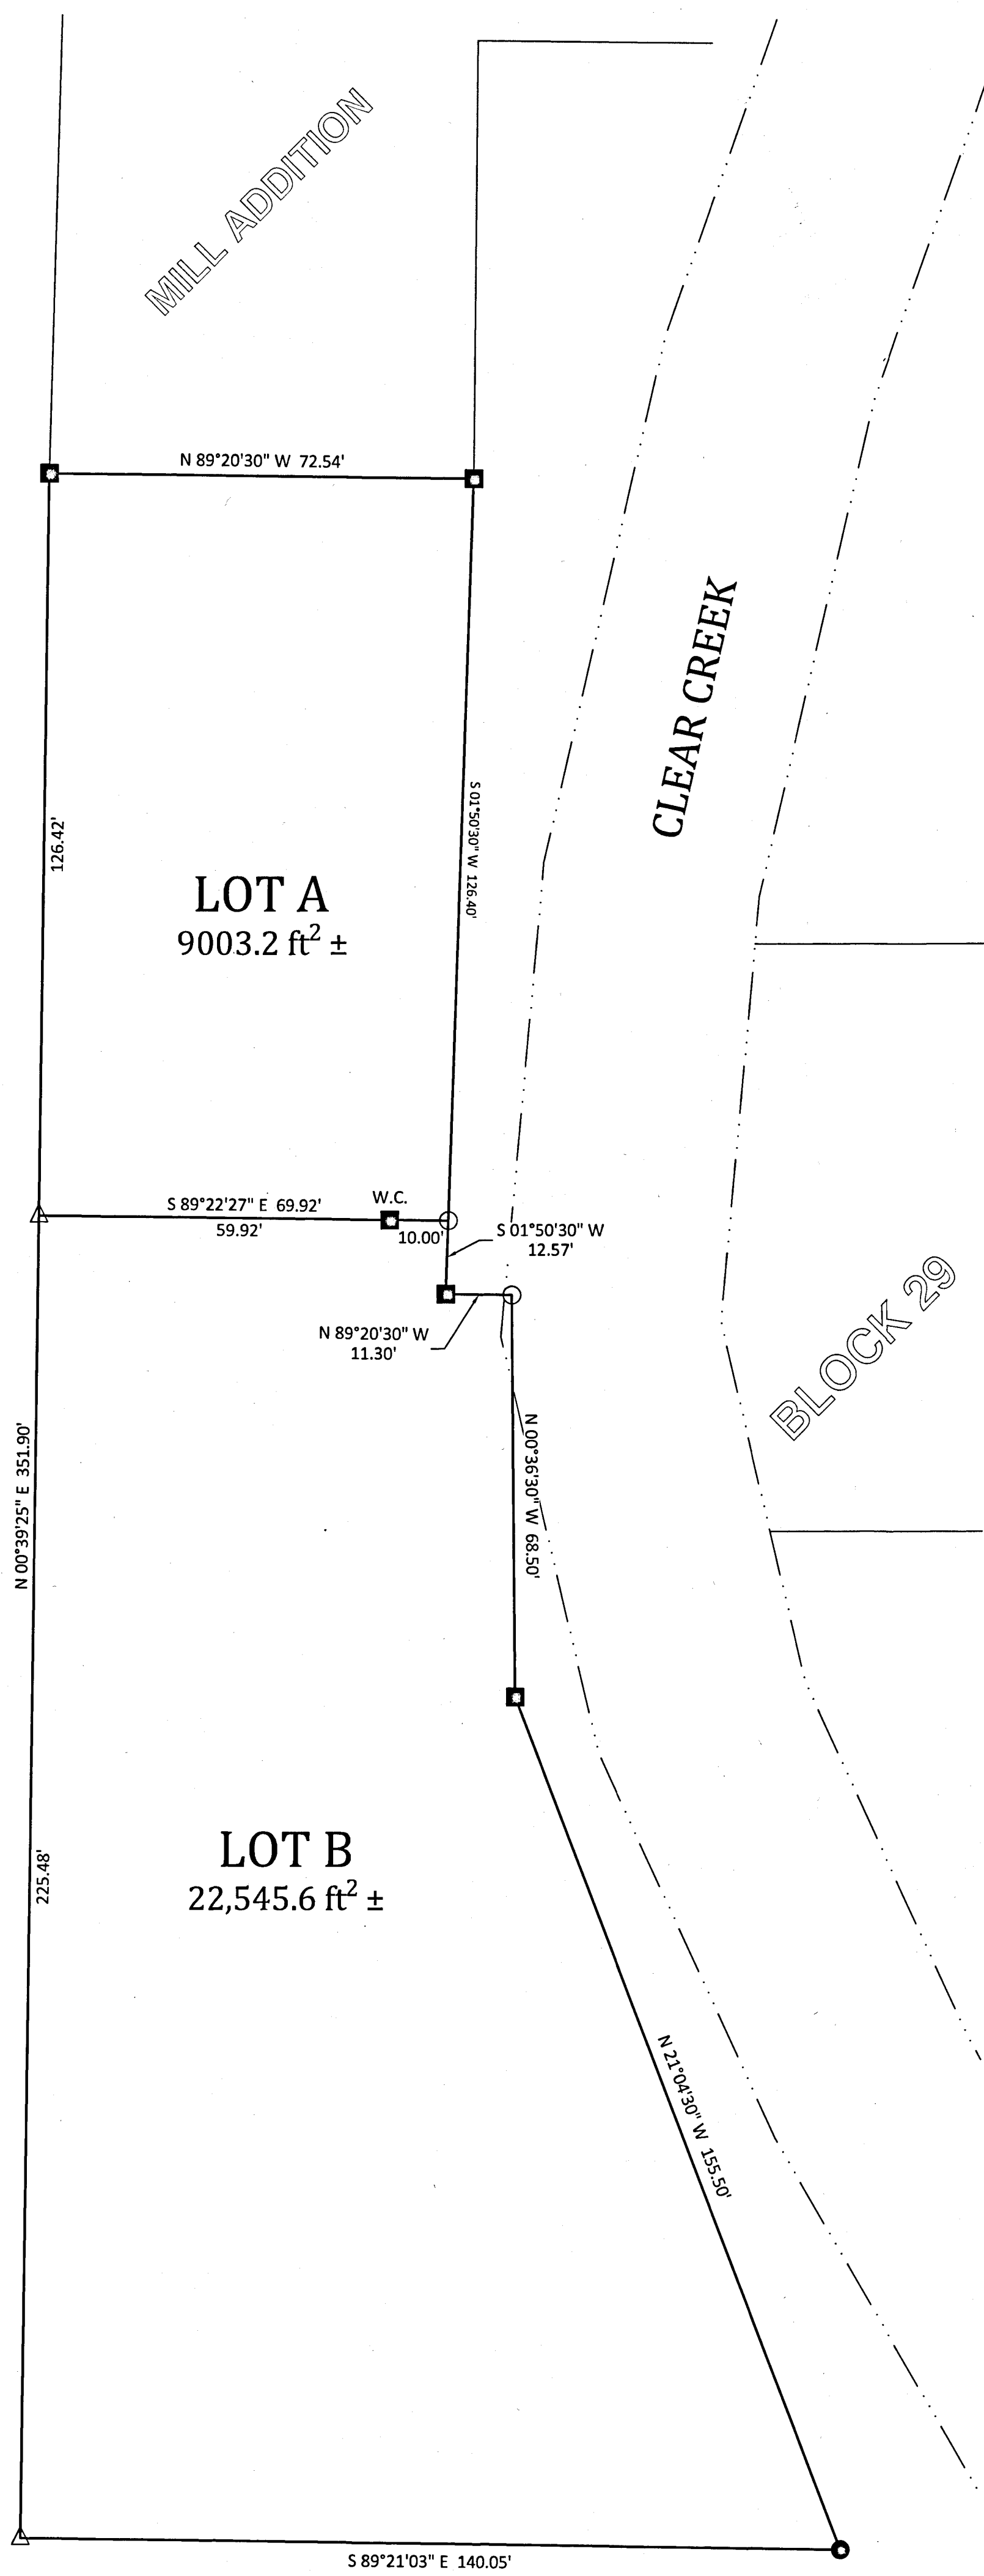 MILL ADDITION
N 89°20'30" W 72.54'
CLEAR CREEK
S 01°50'30" W 126.40'
126.42'
LOT A
9003.2 ft² ±
S 89°22'27" E 69.92'
W.C.
59.92'
10.00'
S 01°50'30" W
12.57'
N 89°20'30" W
11.30'
BLOCK 29
N 00°39'25" E 351.90'
N 00°36'30" W 68.50'
LOT B
22,545.6 ft² ±
225.48'
N 21°04'30" W 155.50'
S 89°21'03" E 140.05'